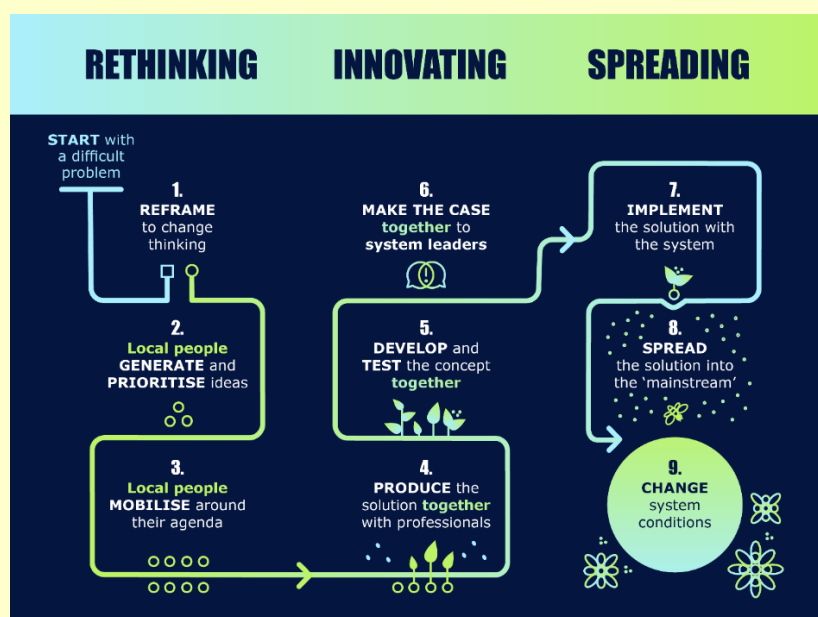 RETHINKING
INNOVATING
SPREADING
START with
a difficult
problem
1.
REFRAME
to change
thinking
2.
Local people
GENERATE and
PRIORITISE ideas
3.
Local people
MOBILISE around
their agenda
4.
PRODUCE the
solution together
with professionals
5.
DEVELOP and
TEST the concept
together
6.
MAKE THE CASE
together to
system leaders
7.
IMPLEMENT
the solution with
the system
8.
SPREAD
the solution into
the ‘mainstream’
9.
CHANGE
system
conditions